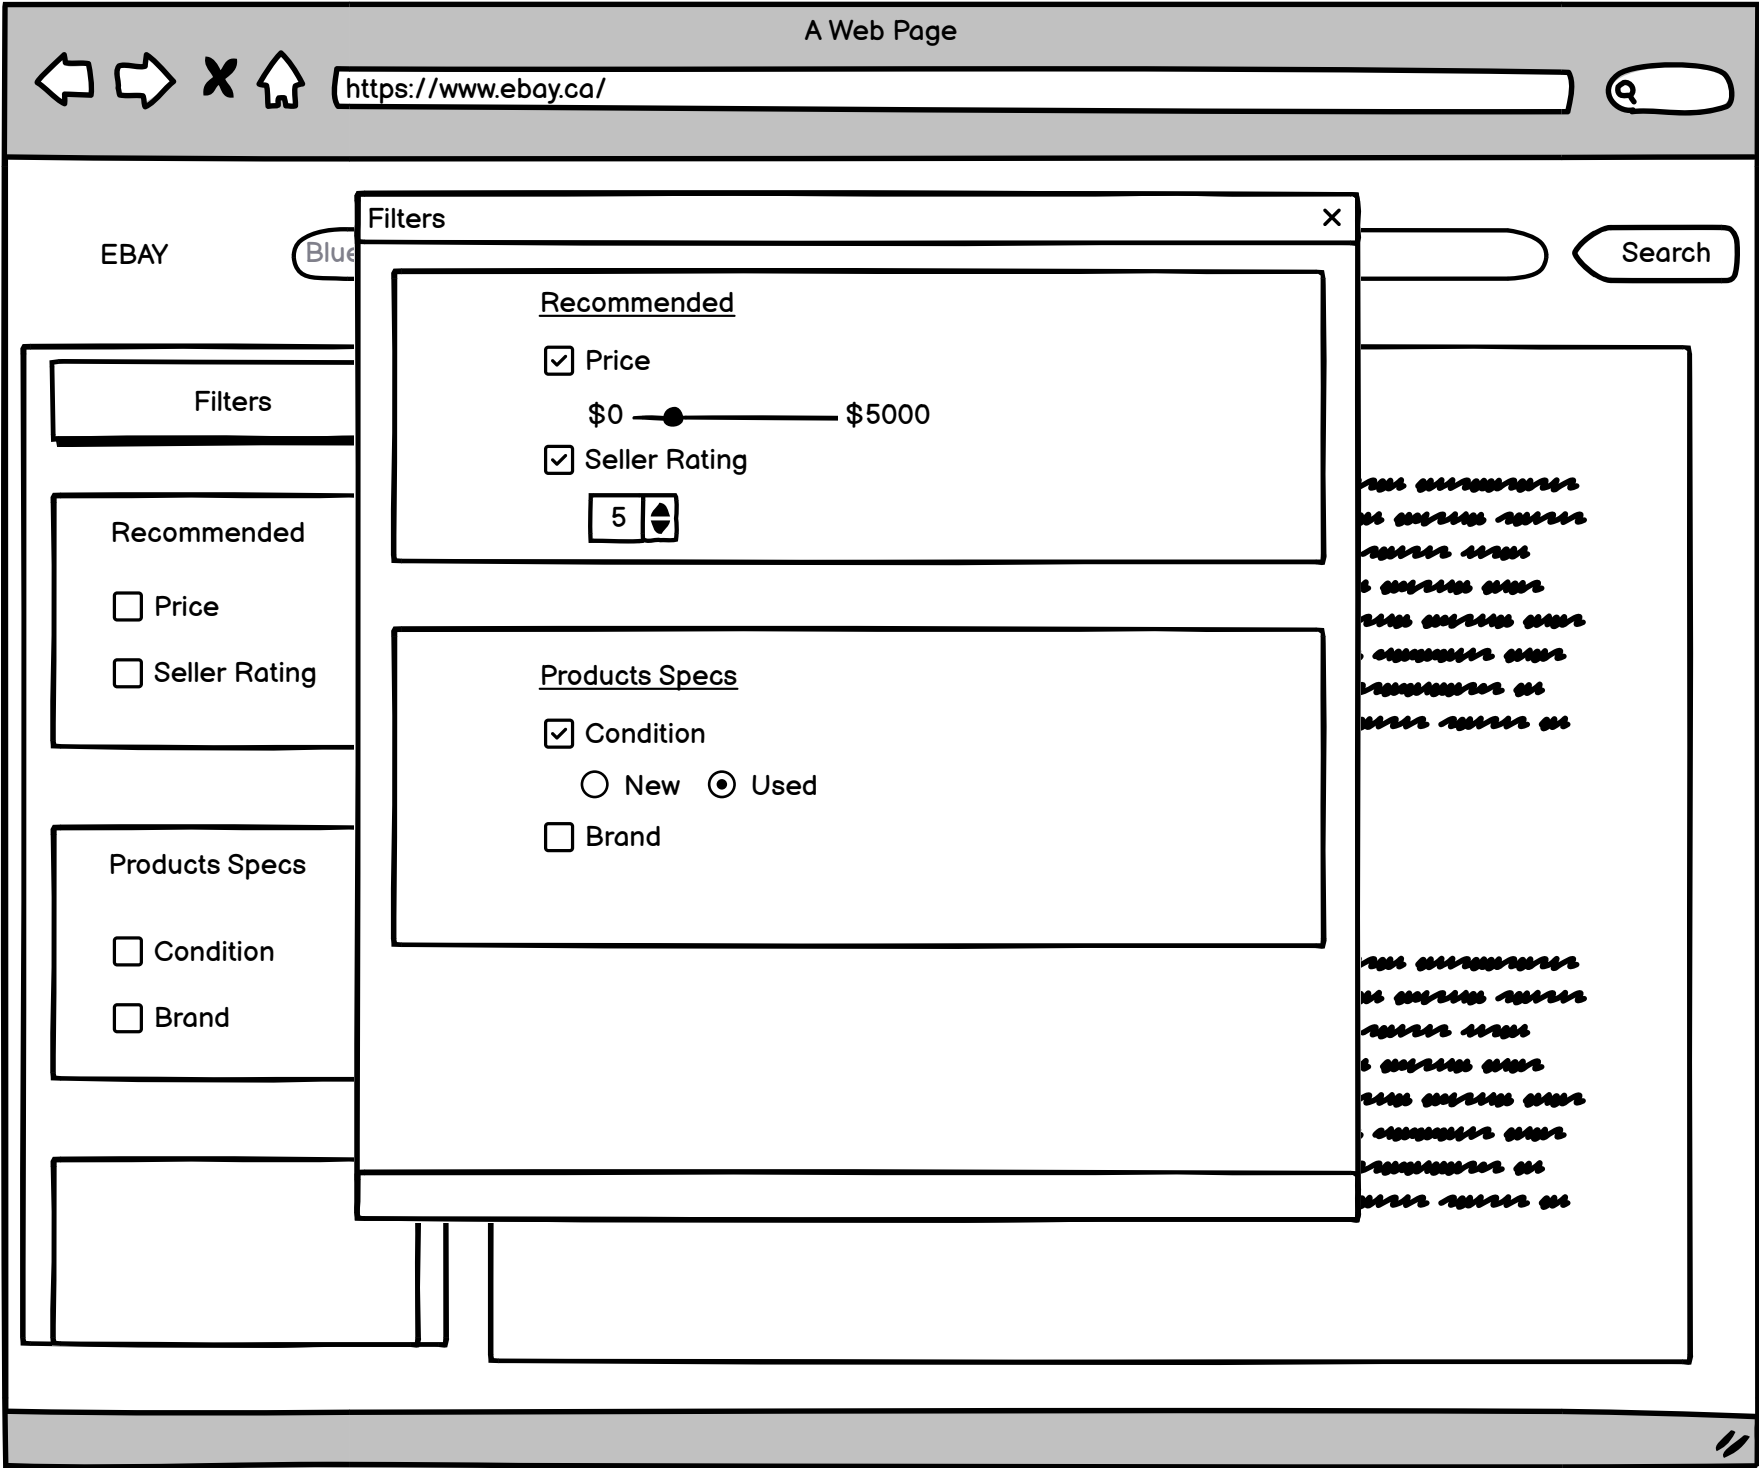 A Web Page
https://www.ebay.ca/
Filters
EBAY
Blue
Search
Recommended
Price
$0 $5000
Seller Rating
5
Products Specs
Condition
New Used
Brand
Filters
Recommended
Price
Seller Rating
Products Specs
Condition
Brand